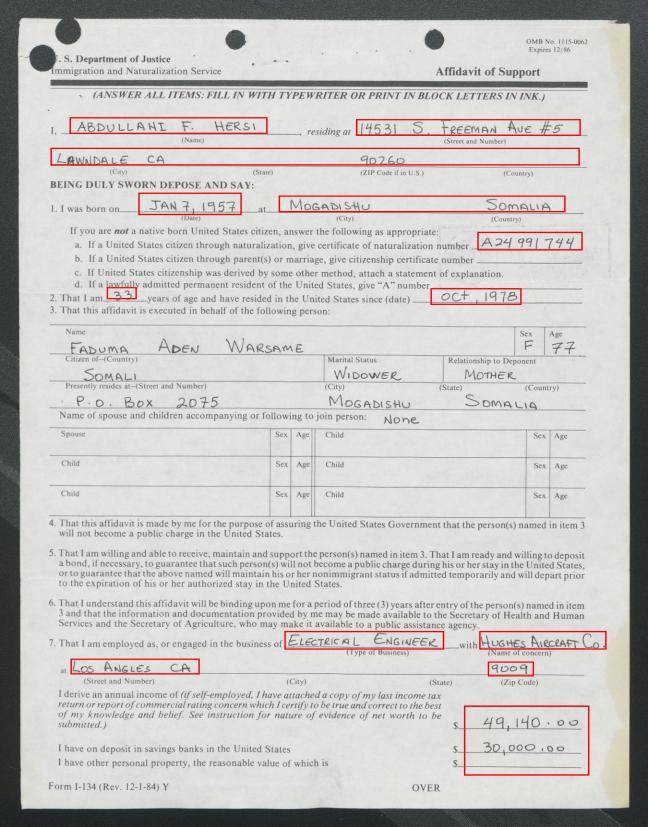 OMB No. 1115-0062
Expires 12/86
U. S. Department of Justice
Immigration and Naturalization Service
Affidavit of Support
(ANSWER ALL ITEMS: FILL IN WITH TYPEWRITER OR PRINT IN BLOCK LETTERS IN INK.)
I, ABDULLAHI F. HERSI, residing at 14531 S. FREEMAN AVE #5
(Name) (Street and Number)
LAWNDALE CA 90260
(City) (State) (ZIP Code if in U.S.) (Country)
BEING DULY SWORN DEPOSE AND SAY:
1. I was born on JAN 7, 1957 at MOGADISHU SOMALIA
(Date) (City) (Country)
If you are not a native born United States citizen, answer the following as appropriate:
a. If a United States citizen through naturalization, give certificate of naturalization number A24 991 744
b. If a United States citizen through parent(s) or marriage, give citizenship certificate number
c. If United States citizenship was derived by some other method, attach a statement of explanation.
d. If a lawfully admitted permanent resident of the United States, give "A" number
2. That I am 33 years of age and have resided in the United States since (date) OCT, 1978
3. That this affidavit is executed in behalf of the following person:
Name Sex Age
FADUMA ADEN WARSAME F 77
Citizen of-(Country) Marital Status Relationship to Deponent
SOMALI WIDOWER MOTHER
Presently resides at-(Street and Number) (City) (State) (Country)
P.O. BOX 2075 MOGADISHU SOMALIA
Name of spouse and children accompanying or following to join person: None
Spouse Sex Age Child Sex Age
Child Sex Age Child Sex Age
Child Sex Age Child Sex Age
4. That this affidavit is made by me for the purpose of assuring the United States Government that the person(s) named in item 3
will not become a public charge in the United States.
5. That I am willing and able to receive, maintain and support the person(s) named in item 3. That I am ready and willing to deposit
a bond, if necessary, to guarantee that such person(s) will not become a public charge during his or her stay in the United States,
or to guarantee that the above named will maintain his or her nonimmigrant status if admitted temporarily and will depart prior
to the expiration of his or her authorized stay in the United States.
6. That I understand this affidavit will be binding upon me for a period of three (3) years after entry of the person(s) named in item
3 and that the information and documentation provided by me may be made available to the Secretary of Health and Human
Services and the Secretary of Agriculture, who may make it available to a public assistance agency.
7. That I am employed as, or engaged in the business of ELECTRICAL ENGINEER with HUGHES AIRCRAFT Co.
(Type of Business) (Name of concern)
at LOS ANGLES CA 9009
(Street and Number) (City) (State) (Zip Code)
I derive an annual income of (if self-employed, I have attached a copy of my last income tax
return or report of commercial rating concern which I certify to be true and correct to the best
of my knowledge and belief. See instruction for nature of evidence of net worth to be
submitted.) $ 49,140.00
I have on deposit in savings banks in the United States $ 30,000.00
I have other personal property, the reasonable value of which is $
Form I-134 (Rev. 12-1-84) Y OVER